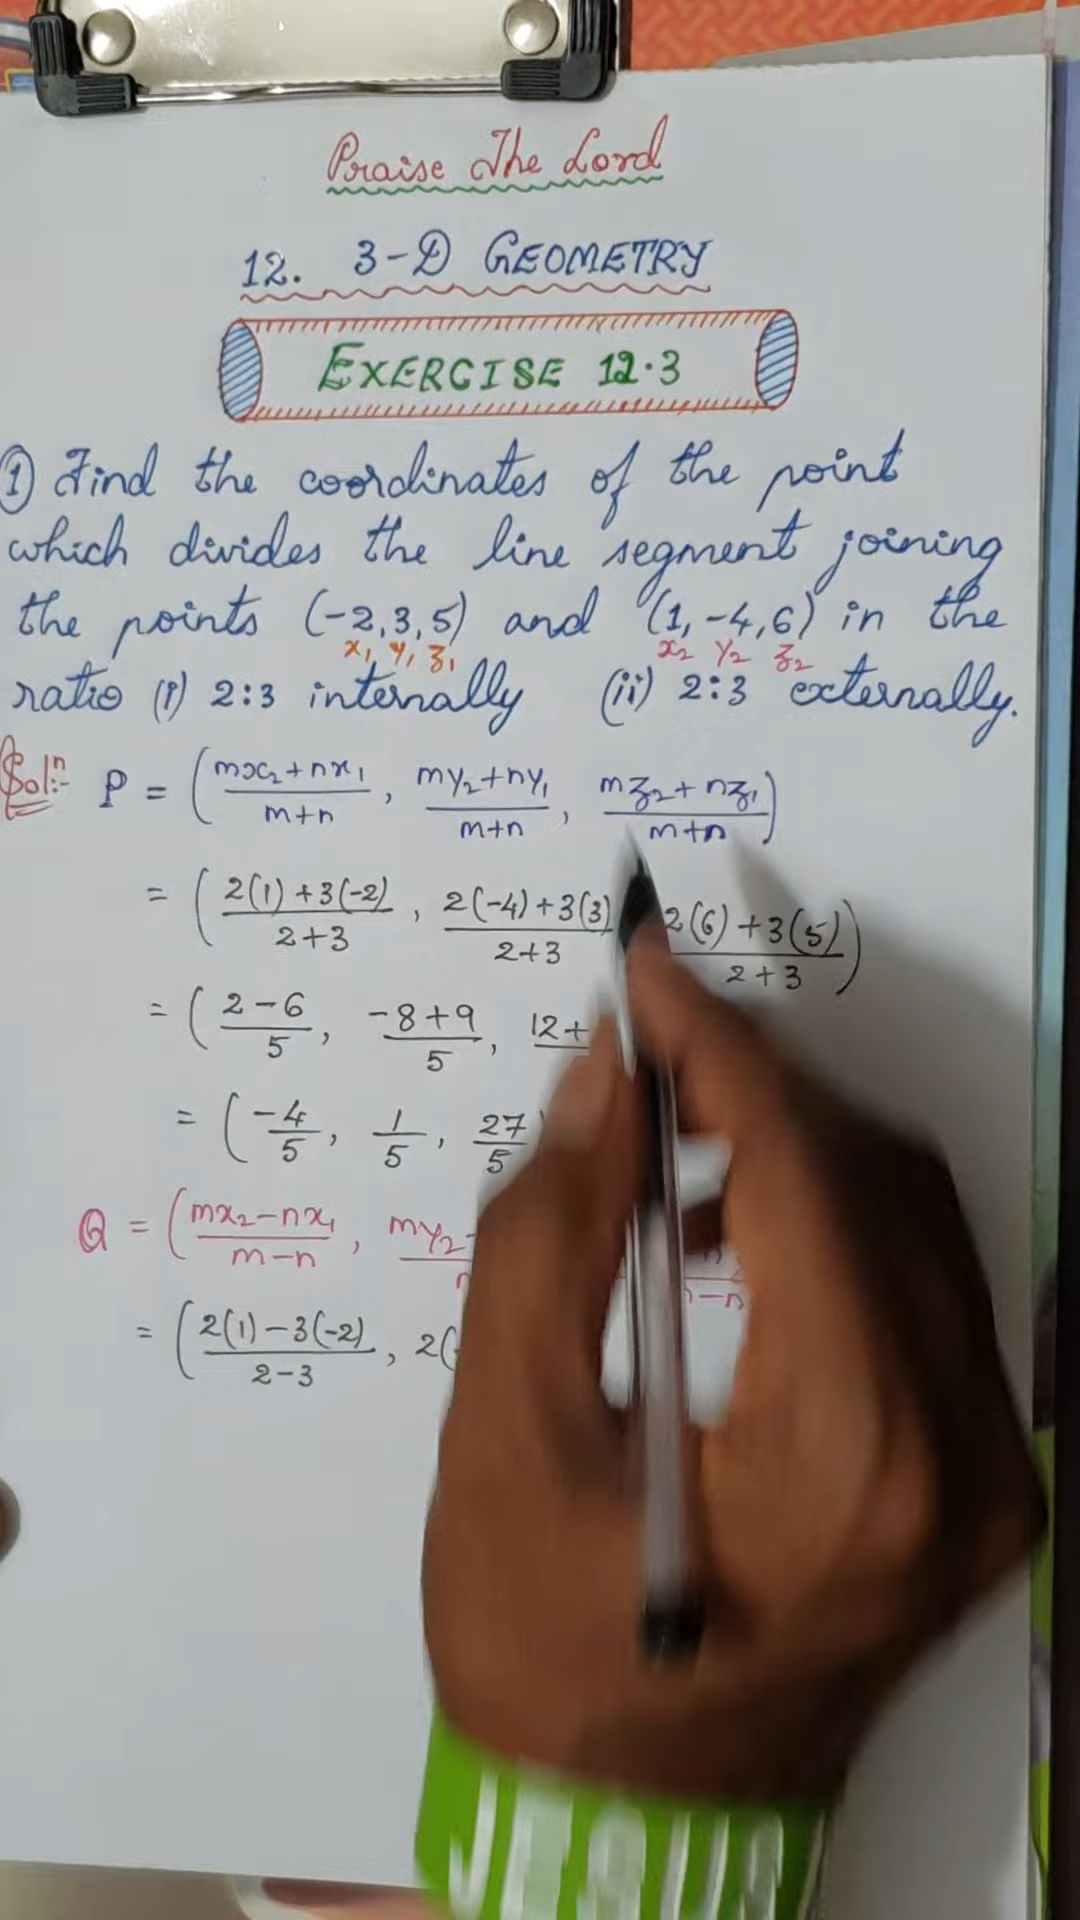 Praise The Lord
12. 3-D GEOMETRY
EXERCISE 12.3
① Find the coordinates of the point
which divides the line segment joining
the points (-2,3,5) and (1,-4,6) in the
x₁ y₁ z₁ x₂ y₂ z₂
ratio (i) 2:3 internally (ii) 2:3 externally.
Solⁿ:- P = ( (mx₂+nx₁)/(m+n) , (my₂+ny₁)/(m+n) , (mz₂+nz₁)/(m+n) )
= ( (2(1)+3(-2))/(2+3) , (2(-4)+3(3))/(2+3) , (2(6)+3(5))/(2+3) )
= ( (2-6)/5 , (-8+9)/5 , 12+
= ( -4/5 , 1/5 , 27/5
Q = ( (mx₂-nx₁)/(m-n) , my₂- -n
= ( (2(1)-3(-2))/(2-3) , 2(